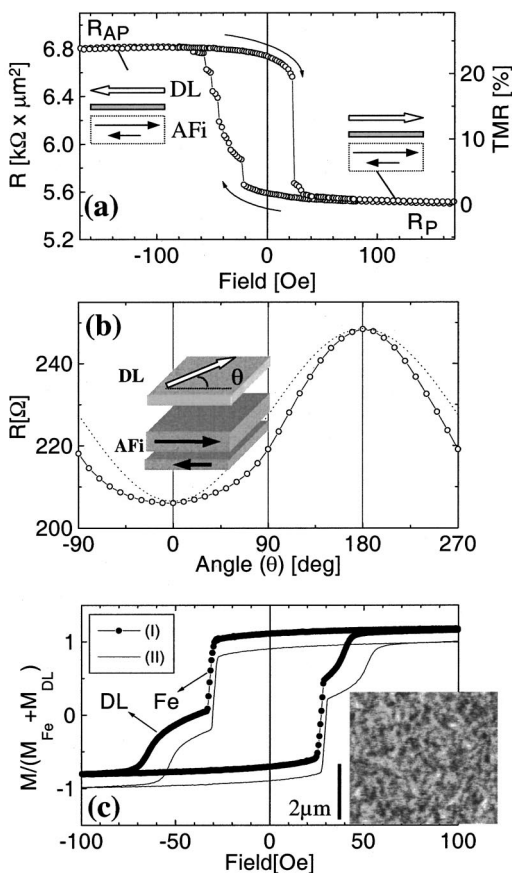 R_AP
DL
AFi
R_P
(a)
R [kΩ x μm²]
6.8
6.4
6.0
5.6
5.2
TMR [%]
20
10
0
-100 0 100
Field [Oe]
(b)
DL
θ
AFi
R[Ω]
240
220
200
-90 0 90 180 270
Angle (θ) [deg]
(I)
(II)
Fe
DL
M/(M_Fe+M_DL)
1
0
-1
(c)
2μm
-100 -50 0 50 100
Field[Oe]